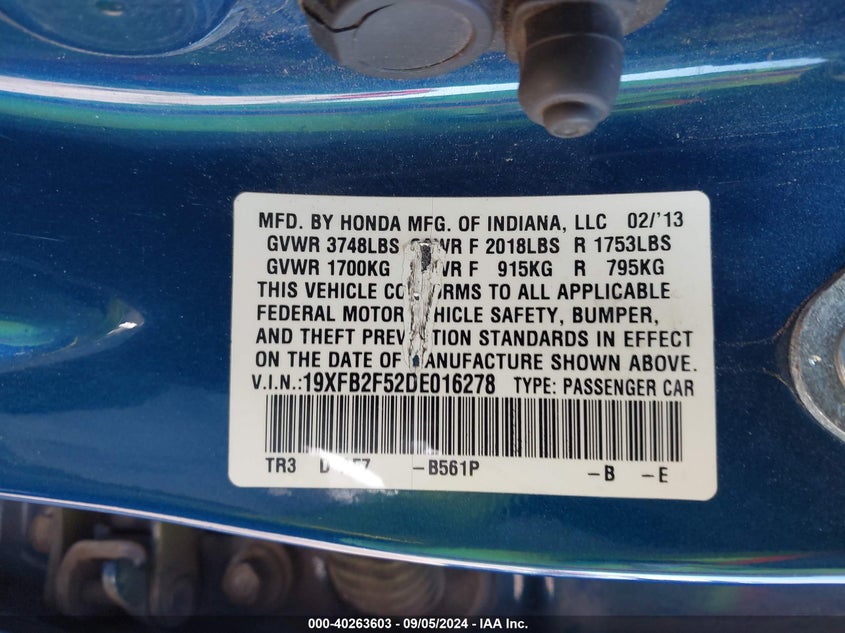 MFD. BY HONDA MFG. OF INDIANA, LLC 02/'13
GVWR 3748LBS WR F 2018LBS R 1753LBS
GVWR 1700KG WR F 915KG R 795KG
THIS VEHICLE CO RMS TO ALL APPLICABLE
FEDERAL MOTOR HICLE SAFETY, BUMPER,
AND THEFT PREV TION STANDARDS IN EFFECT
ON THE DATE OF ANUFACTURE SHOWN ABOVE.
V.I.N.:19XFB2F52DE016278 TYPE: PASSENGER CAR
TR3 -B561P -B -E
000-40263603 - 09/05/2024 - IAA Inc.